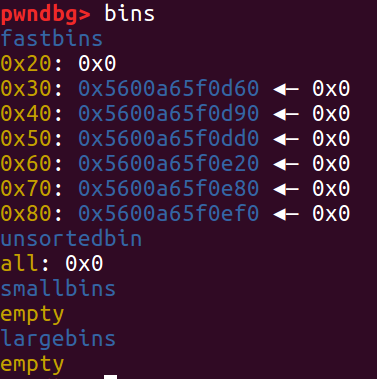 pwndbg> bins
fastbins
0x20: 0x0
0x30: 0x5600a65f0d60 ◂— 0x0
0x40: 0x5600a65f0d90 ◂— 0x0
0x50: 0x5600a65f0dd0 ◂— 0x0
0x60: 0x5600a65f0e20 ◂— 0x0
0x70: 0x5600a65f0e80 ◂— 0x0
0x80: 0x5600a65f0ef0 ◂— 0x0
unsortedbin
all: 0x0
smallbins
empty
largebins
empty